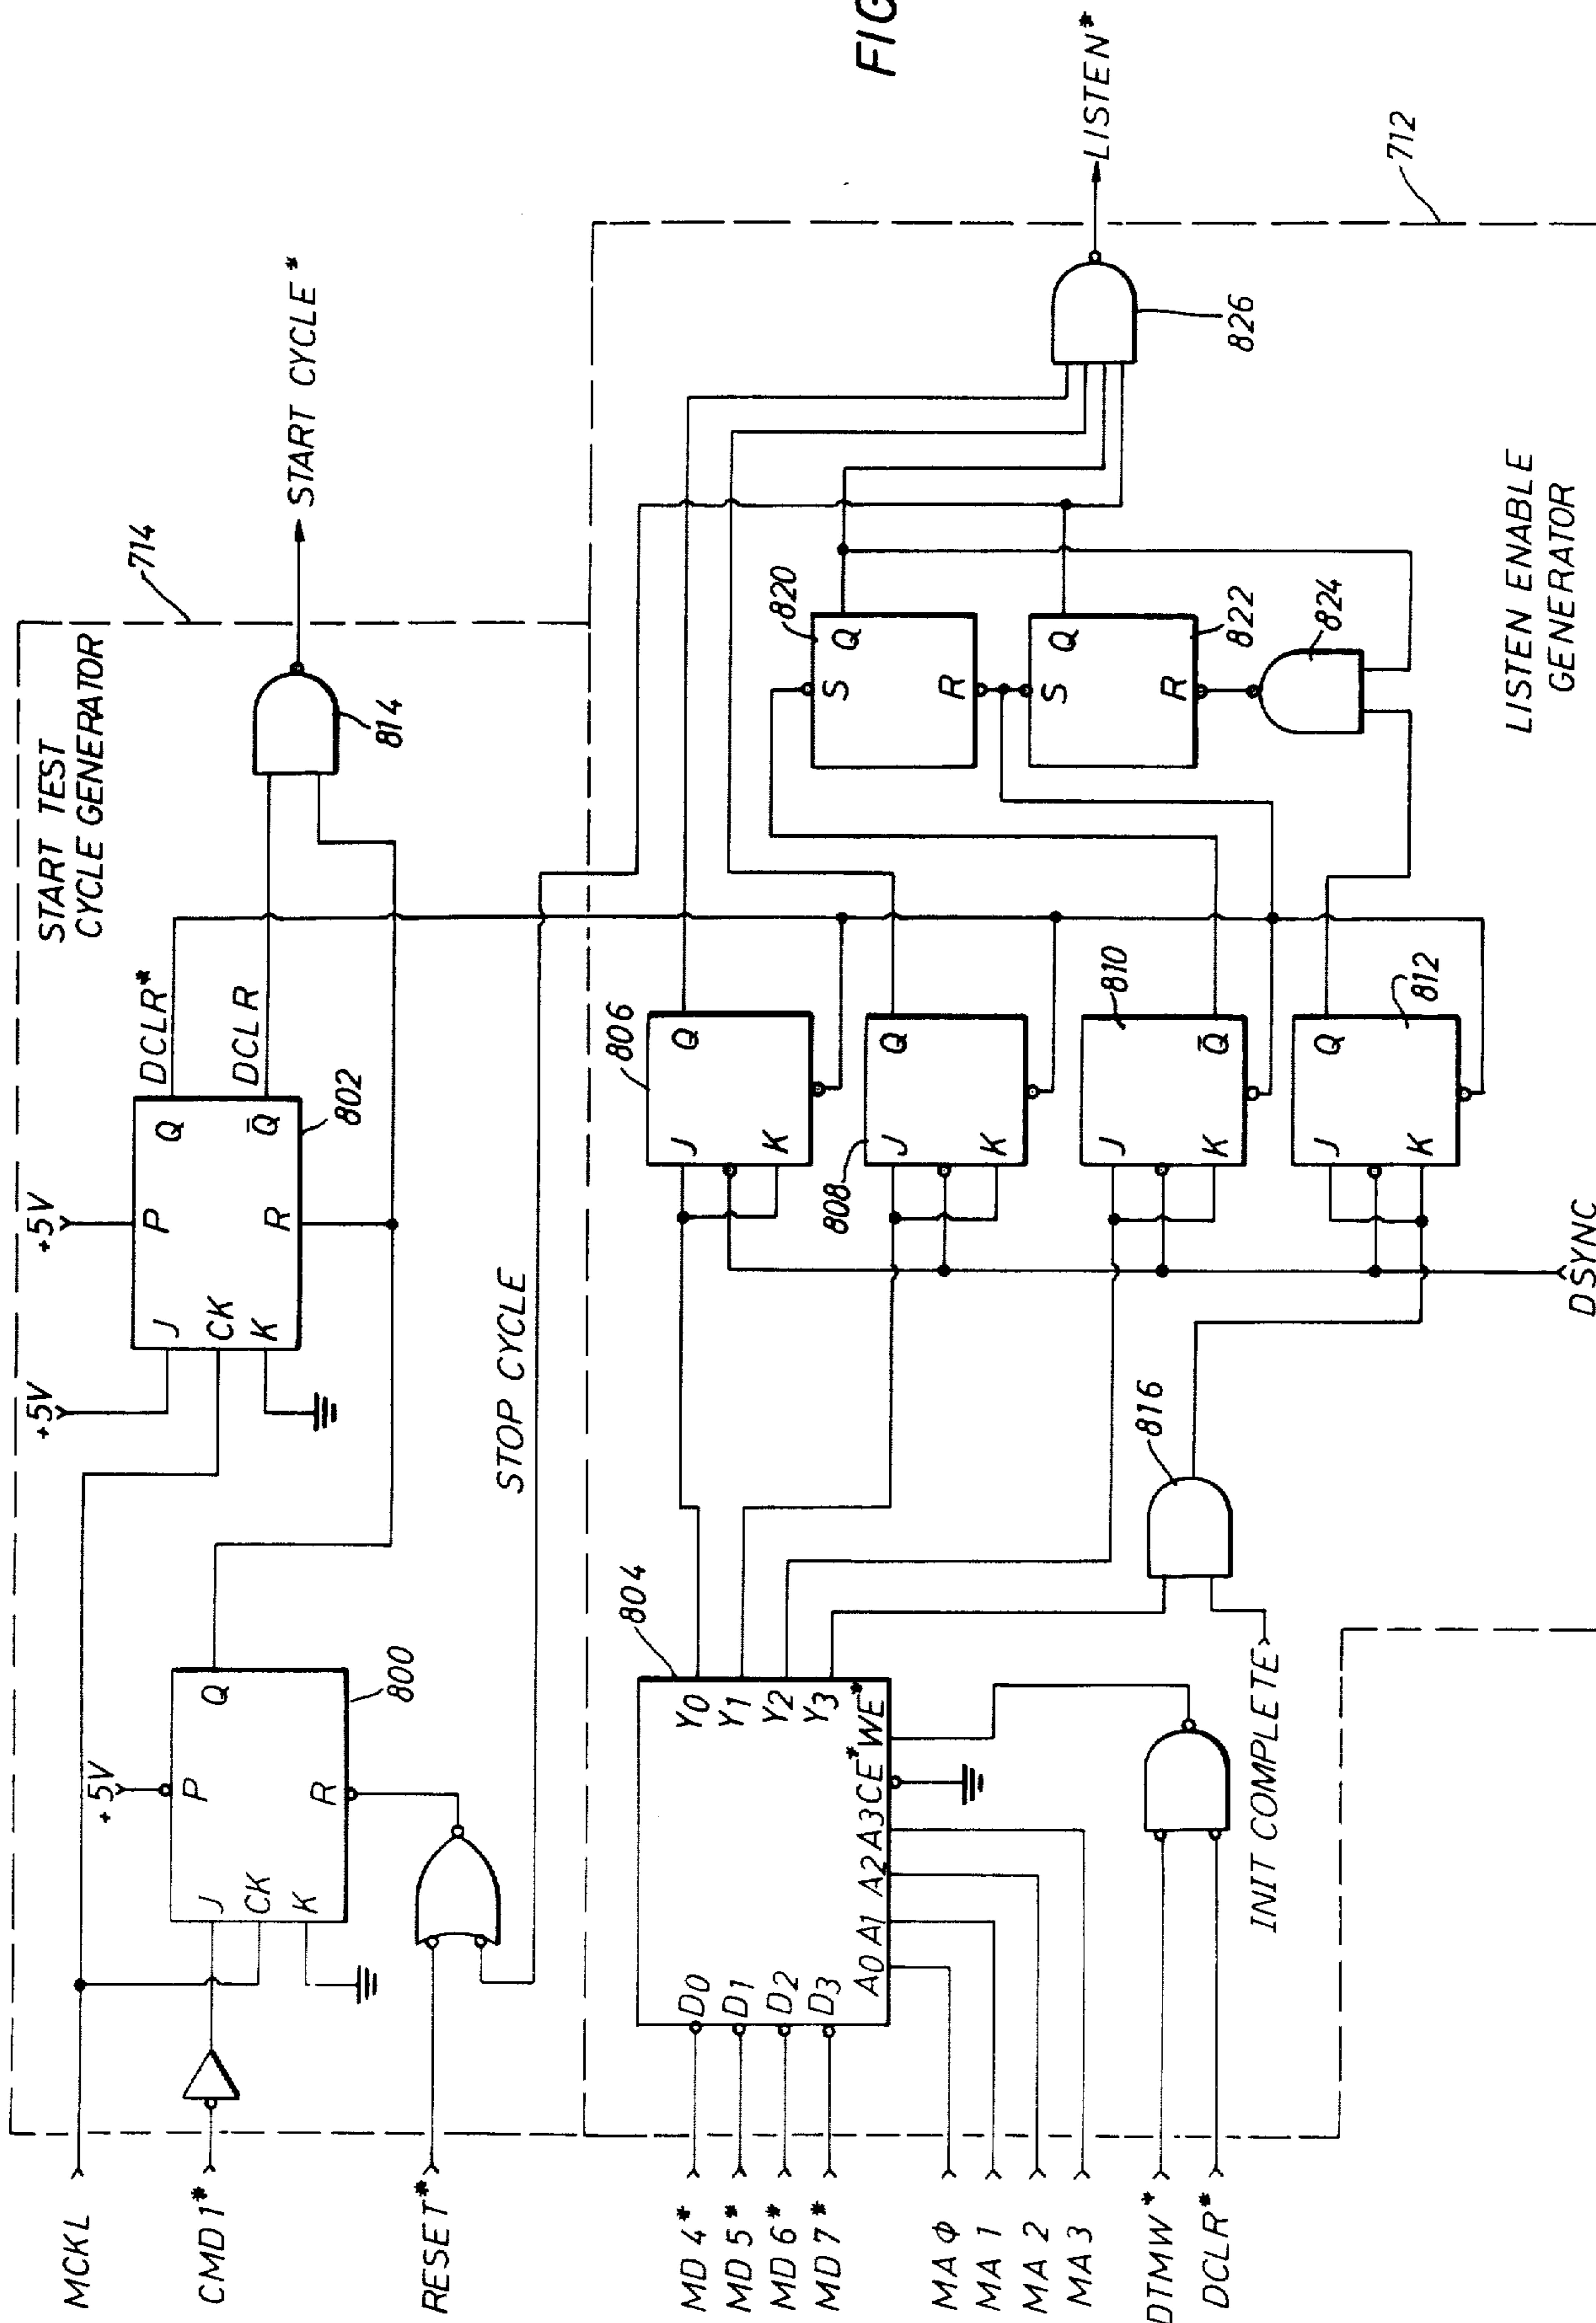 FIG
START TEST
CYCLE GENERATOR
714
START CYCLE*
814
+5V
+5V
J
CK
K
P
R
Q
Q̅
DCLR*
DCLR
802
+5V
J
CK
K
P
R
Q
800
MCKL
CMD1*
RESET*
STOP CYCLE
804
D0
D1
D2
D3
A0
A1
A2
A3
CE*
WE*
Y0
Y1
Y2
Y3
MD4*
MD5*
MD6*
MD7*
MAΦ
MA1
MA2
MA3
DTMW*
DCLR*
INIT COMPLETE
816
806
J
K
Q
808
J
K
Q
810
J
K
Q̅
812
J
K
Q
DSYNC
820
S
R
Q
822
S
R
Q
824
826
LISTEN*
712
LISTEN ENABLE
GENERATOR